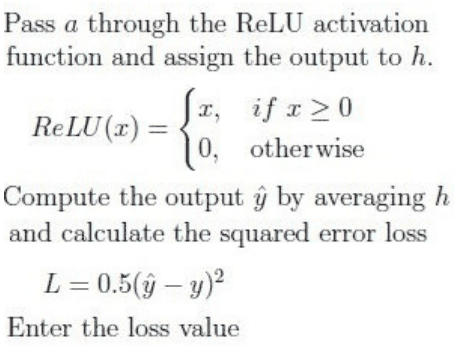 Pass a through the ReLU activation
function and assign the output to h.
ReLU(x) = { x, if x ≥ 0
0, otherwise
Compute the output ŷ by averaging h
and calculate the squared error loss
L = 0.5(ŷ − y)²
Enter the loss value